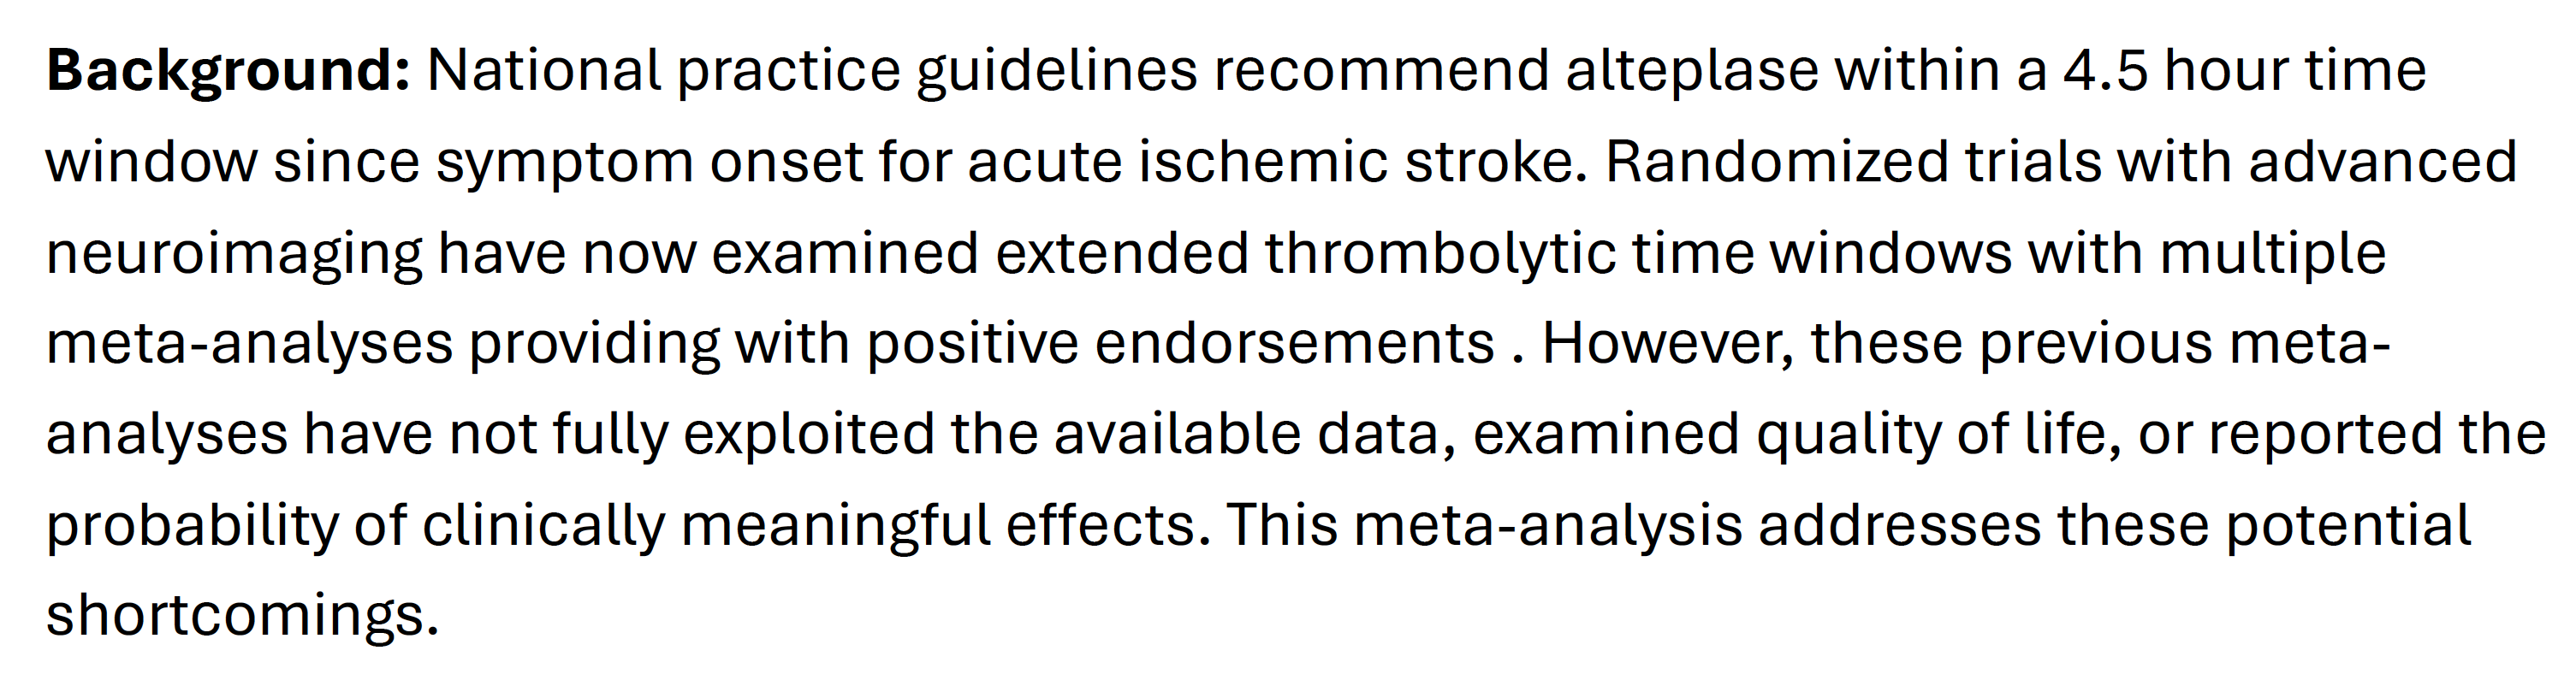 Background: National practice guidelines recommend alteplase within a 4.5 hour time
window since symptom onset for acute ischemic stroke. Randomized trials with advanced
neuroimaging have now examined extended thrombolytic time windows with multiple
meta-analyses providing with positive endorsements . However, these previous meta-
analyses have not fully exploited the available data, examined quality of life, or reported the
probability of clinically meaningful effects. This meta-analysis addresses these potential
shortcomings.